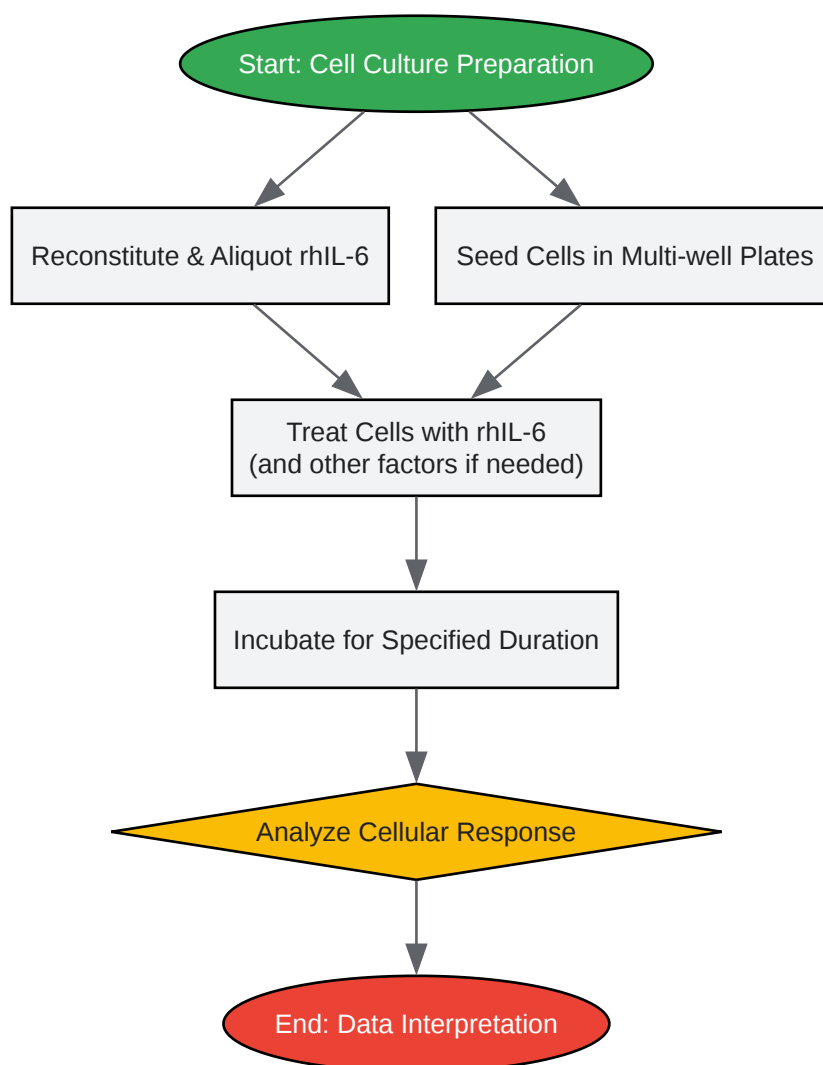 Start: Cell Culture Preparation
Reconstitute & Aliquot rhIL-6
Seed Cells in Multi-well Plates
Treat Cells with rhIL-6
(and other factors if needed)
Incubate for Specified Duration
Analyze Cellular Response
End: Data Interpretation